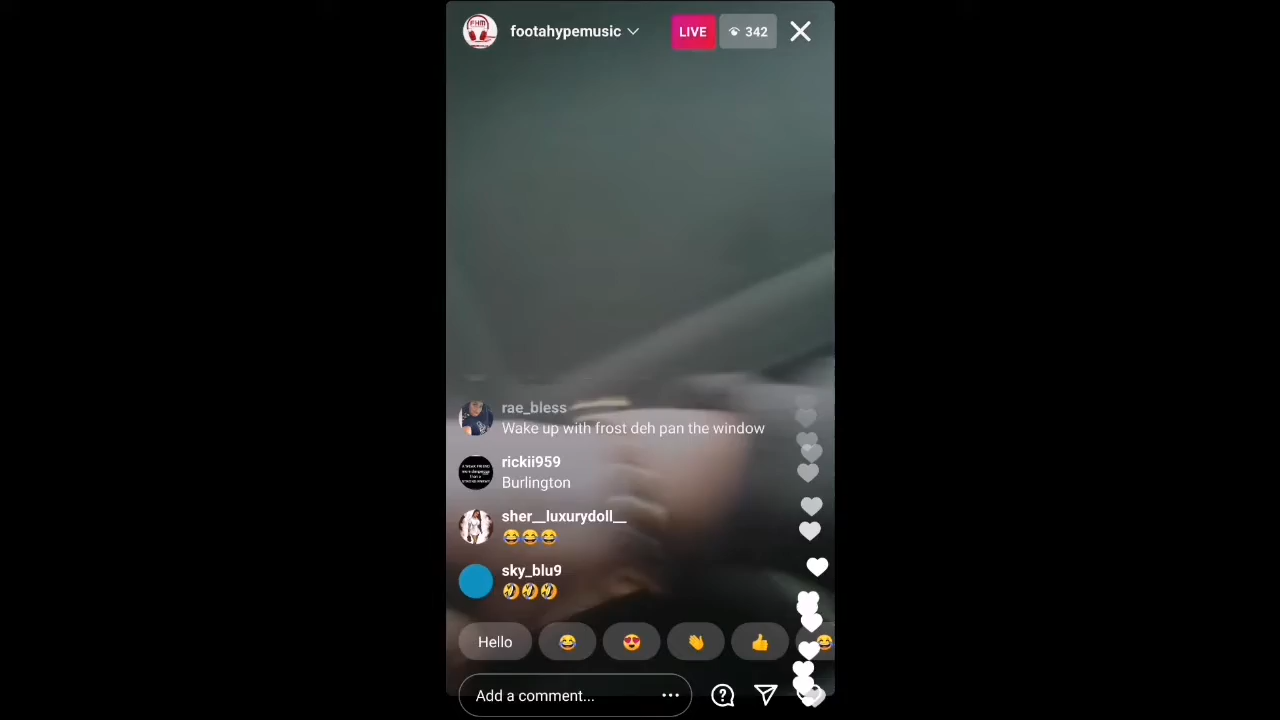 FHM
footahypemusic
LIVE
342
rae_bless
Wake up with frost deh pan the window
rickii959
Burlington
sher__luxurydoll__
😂😂😂
sky_blu9
🤣🤣🤣
Hello
Add a comment...